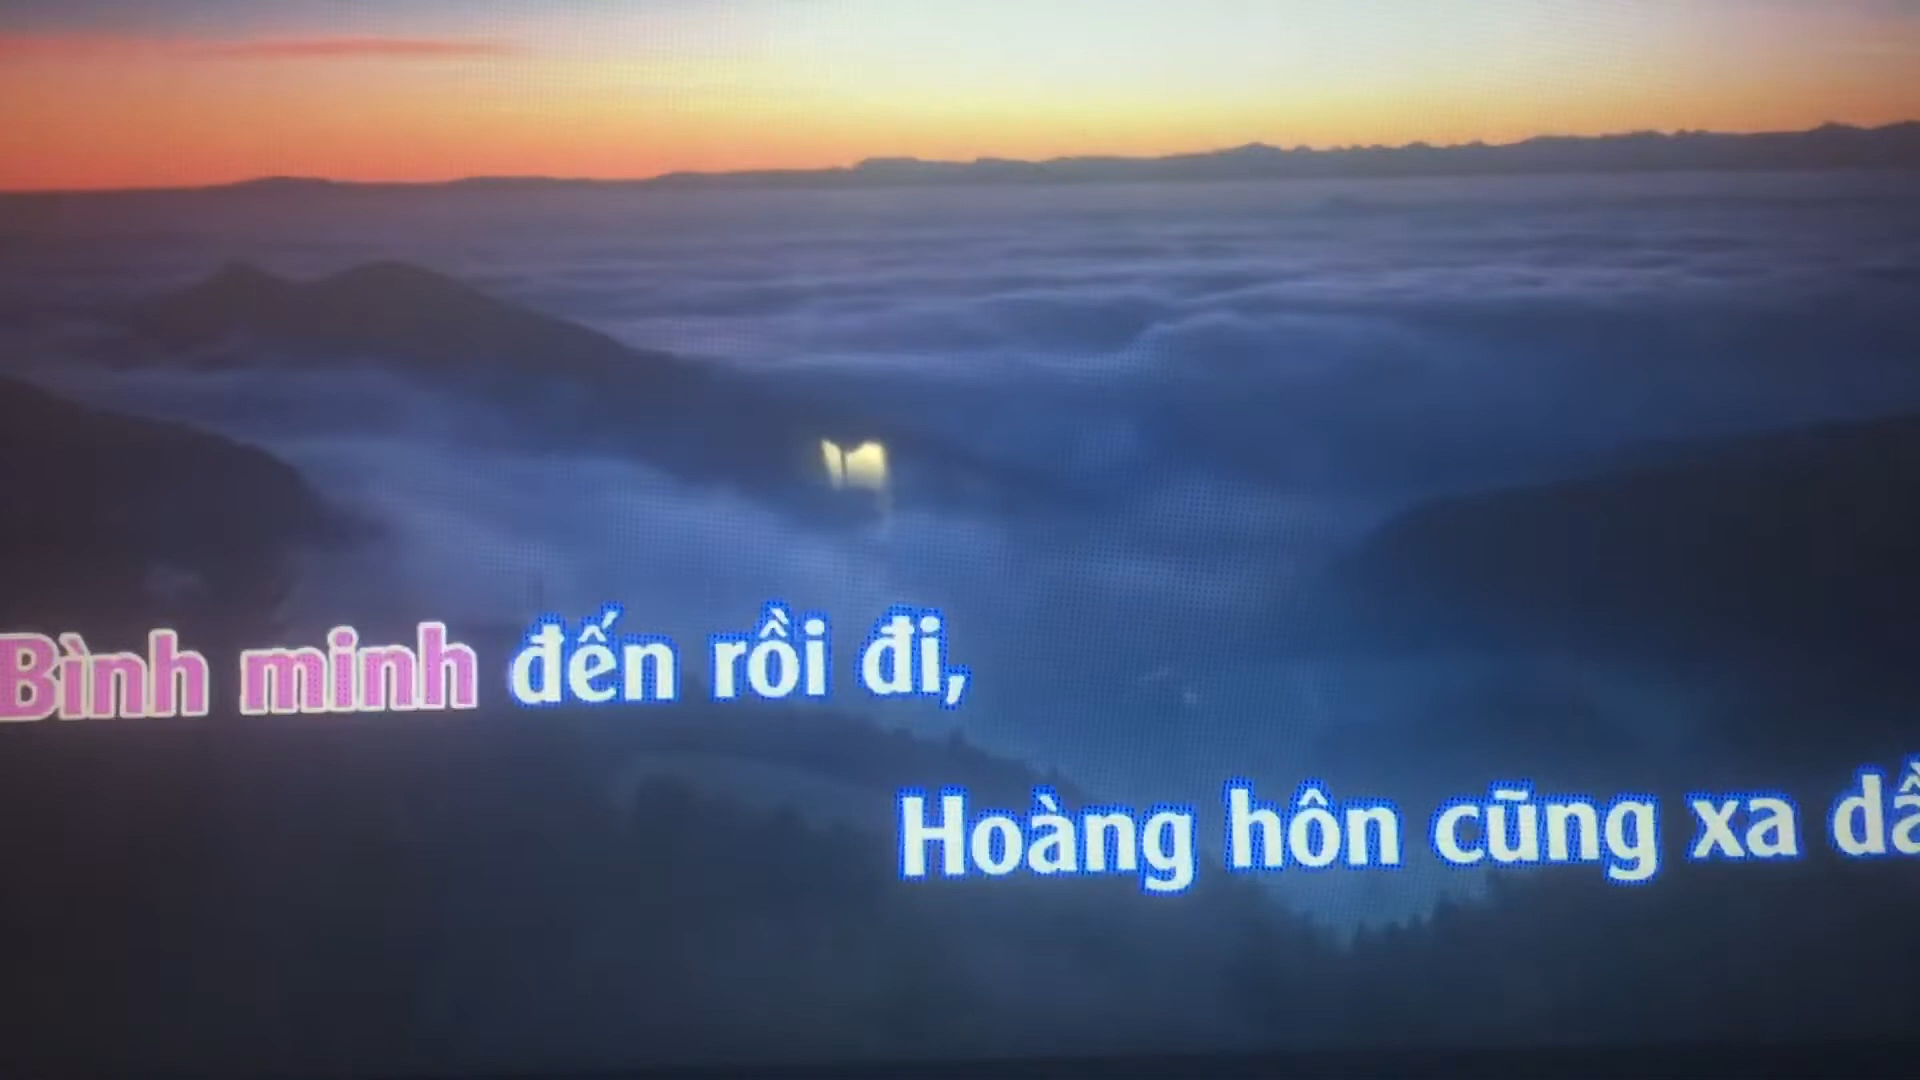 Bình minh đến rồi đi,
Hoàng hôn cũng xa